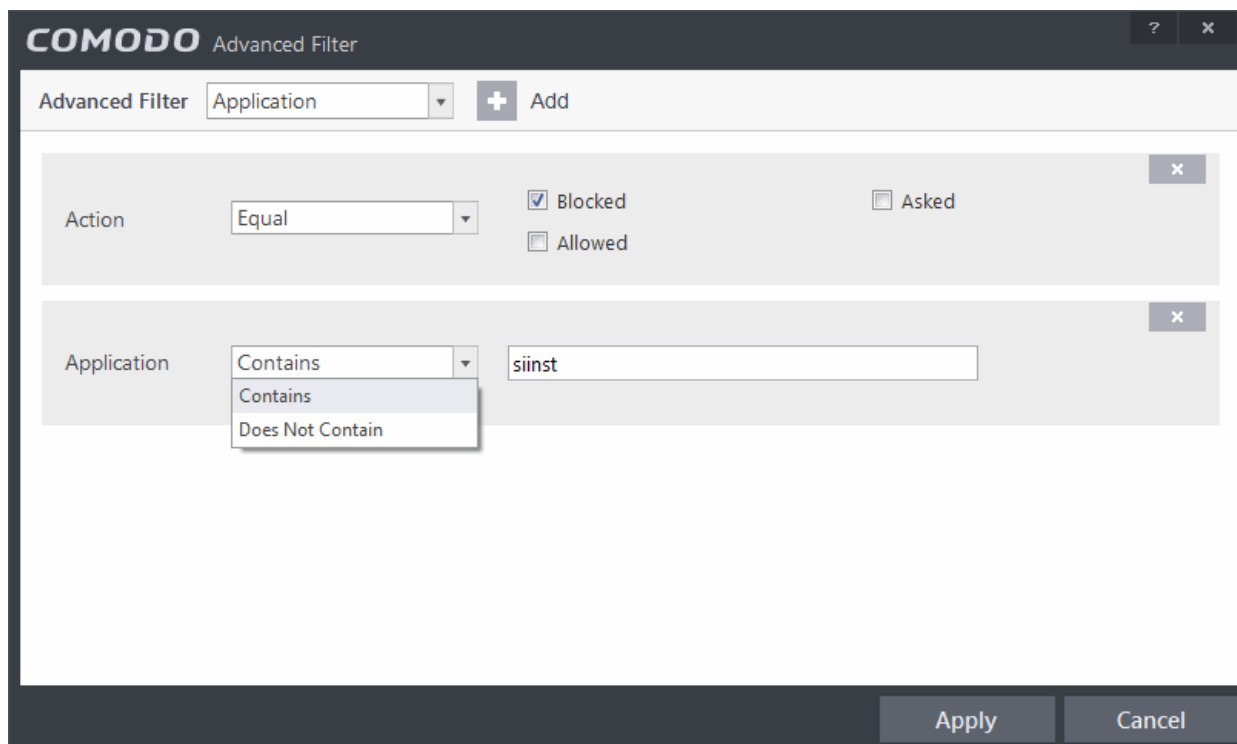 COMODO Advanced Filter ? ×
Advanced Filter Application + Add
×
Action Equal Blocked Asked
Allowed
×
Application Contains siinst
Contains
Does Not Contain
Apply Cancel